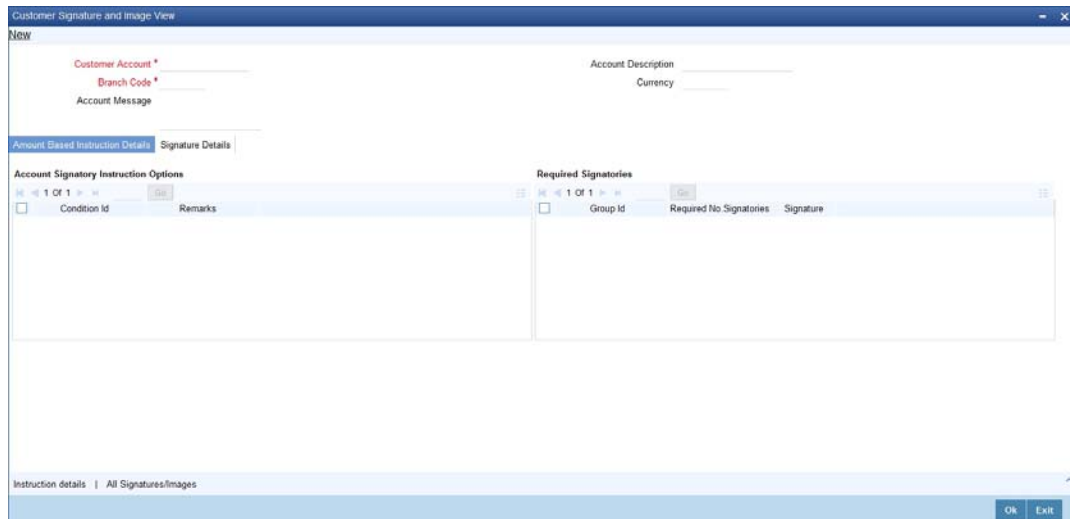 Customer Signature and Image View
New
Customer Account *
Account Description
Branch Code *
Currency
Account Message
Amount Based Instruction Details Signature Details
Account Signatory Instruction Options
Required Signatories
1 Of 1 Go
1 Of 1 Go
Condition Id Remarks
Group Id Required No.Signatories Signature
Instruction details | All Signatures/Images
Ok Exit